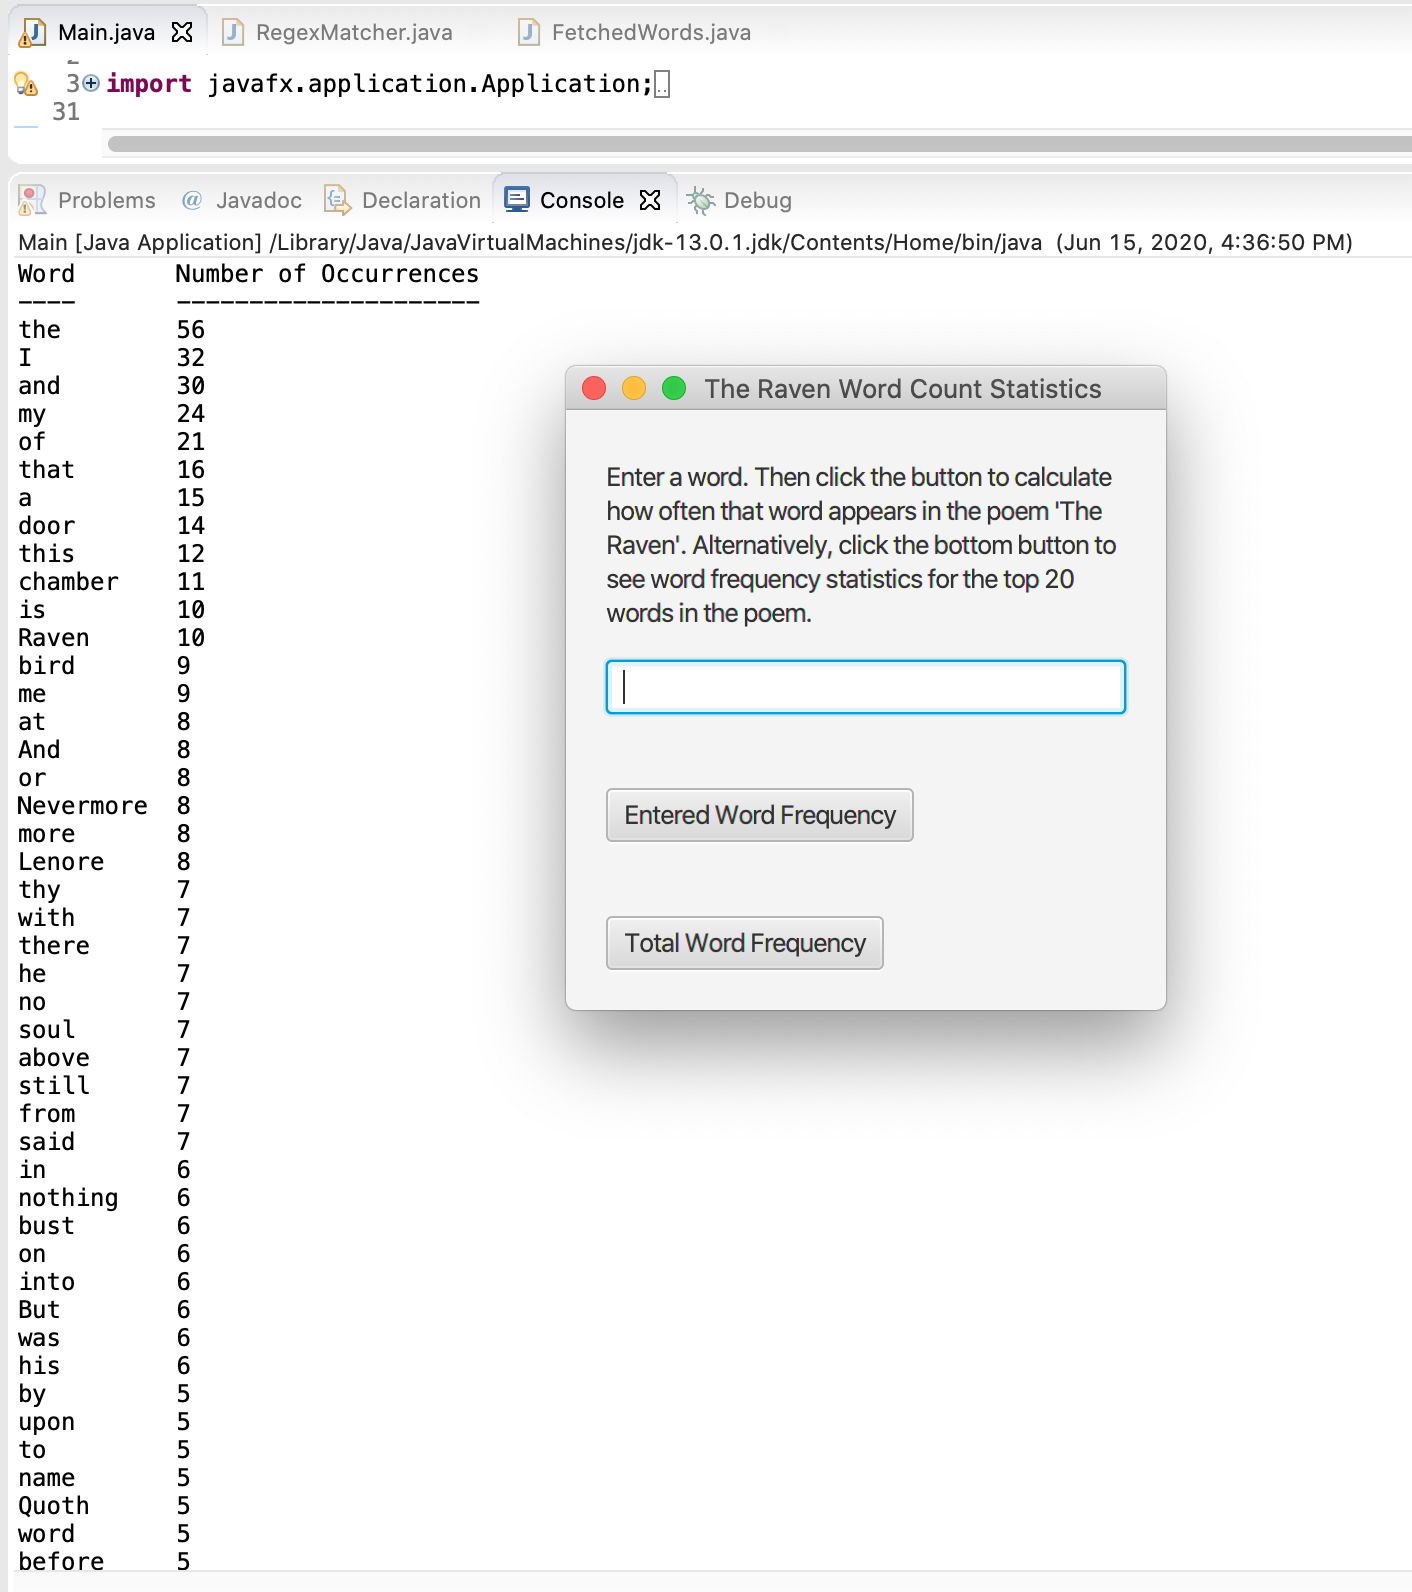 Main.java RegexMatcher.java FetchedWords.java
3 import javafx.application.Application;
31
Problems @ Javadoc Declaration Console Debug
Main [Java Application] /Library/Java/JavaVirtualMachines/jdk-13.0.1.jdk/Contents/Home/bin/java (Jun 15, 2020, 4:36:50 PM)
Word Number of Occurrences
---- ---------------------
the 56
I 32
and 30
my 24
of 21
that 16
a 15
door 14
this 12
chamber 11
is 10
Raven 10
bird 9
me 9
at 8
And 8
or 8
Nevermore 8
more 8
Lenore 8
thy 7
with 7
there 7
he 7
no 7
soul 7
above 7
still 7
from 7
said 7
in 6
nothing 6
bust 6
on 6
into 6
But 6
was 6
his 6
by 5
upon 5
to 5
name 5
Quoth 5
word 5
before 5
The Raven Word Count Statistics
Enter a word. Then click the button to calculate
how often that word appears in the poem 'The
Raven'. Alternatively, click the bottom button to
see word frequency statistics for the top 20
words in the poem.
Entered Word Frequency
Total Word Frequency